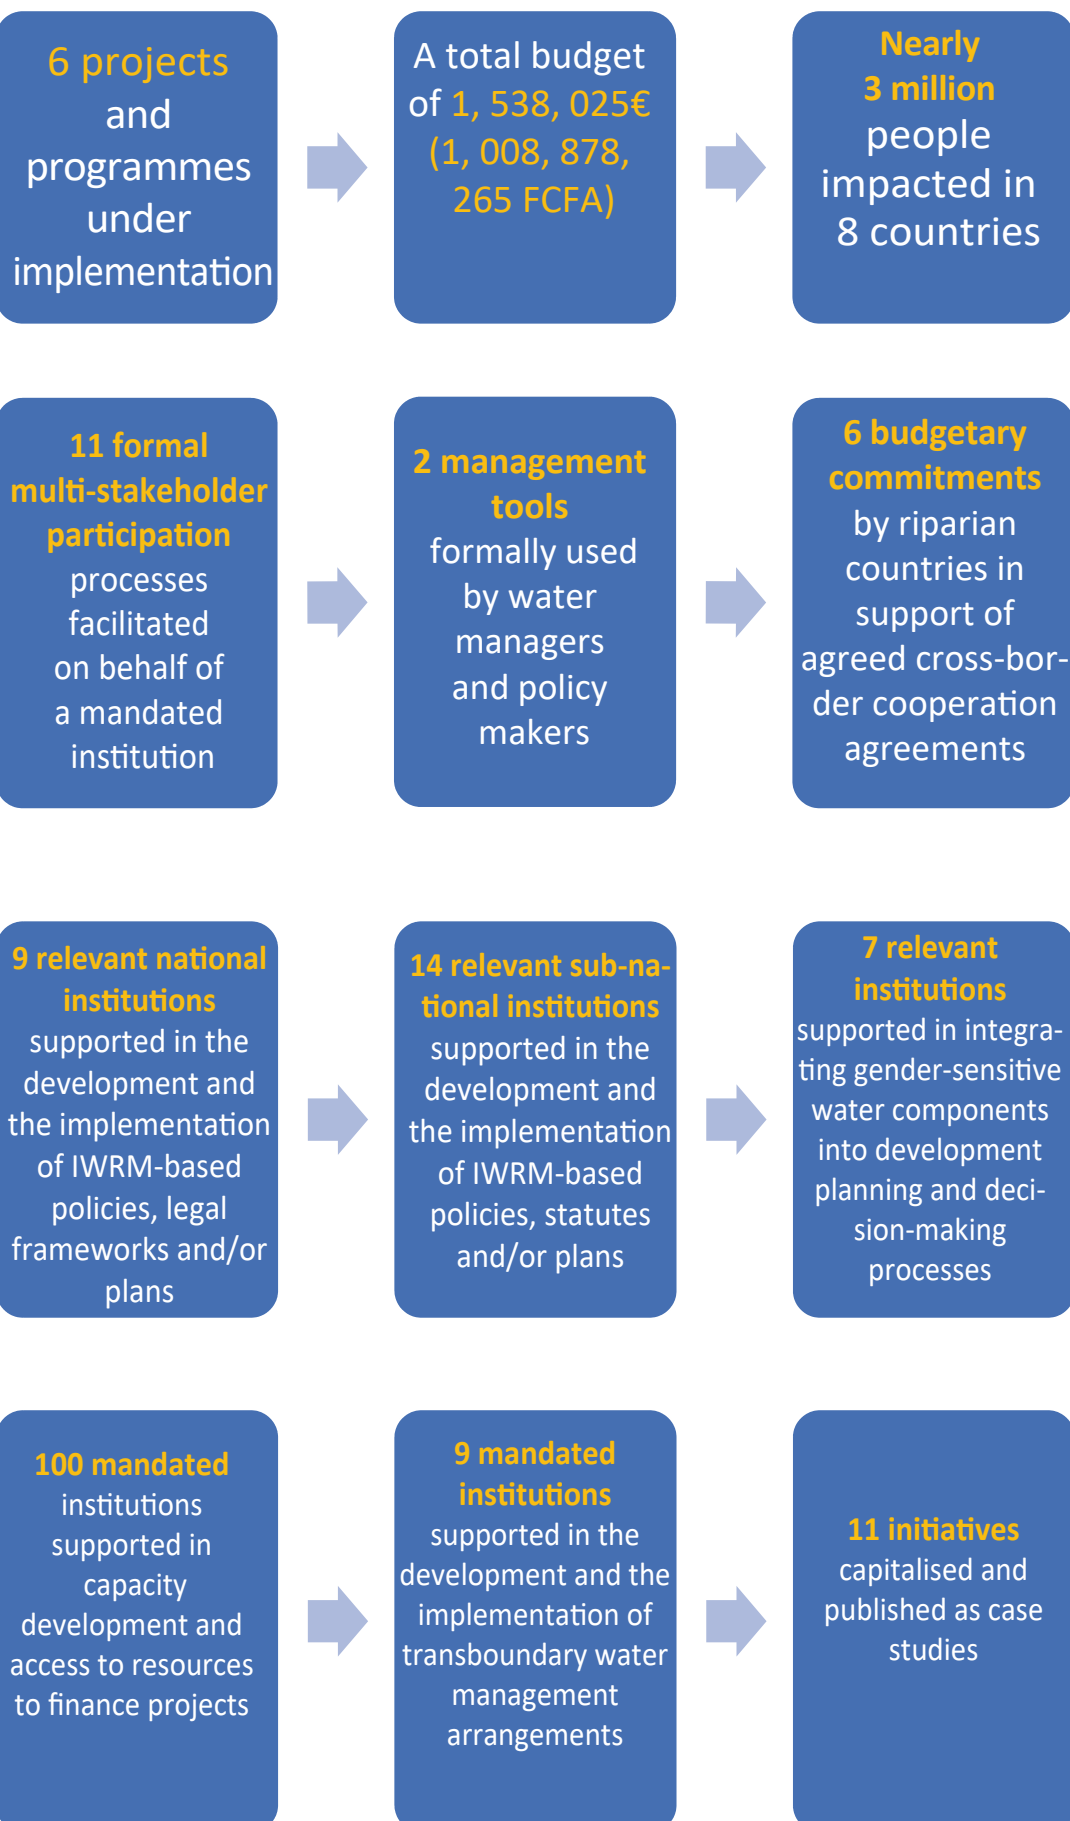 6 projects
and
programmes
under
implementation
A total budget
of 1, 538, 025€
(1, 008, 878,
265 FCFA)
Nearly
3 million
people
impacted in
8 countries
11 formal
multi-stakeholder
participation
processes
facilitated
on behalf of
a mandated
institution
2 management
tools
formally used
by water
managers
and policy
makers
6 budgetary
commitments
by riparian
countries in
support of
agreed cross-bor-
der cooperation
agreements
9 relevant national
institutions
supported in the
development and
the implementation
of IWRM-based
policies, legal
frameworks and/or
plans
14 relevant sub-na-
tional institutions
supported in the
development and
the implementation
of IWRM-based
policies, statutes
and/or plans
7 relevant
institutions
supported in integra-
ting gender-sensitive
water components
into development
planning and deci-
sion-making
processes
100 mandated
institutions
supported in
capacity
development and
access to resources
to finance projects
9 mandated
institutions
supported in the
development and the
implementation of
transboundary water
management
arrangements
11 initiatives
capitalised and
published as case
studies